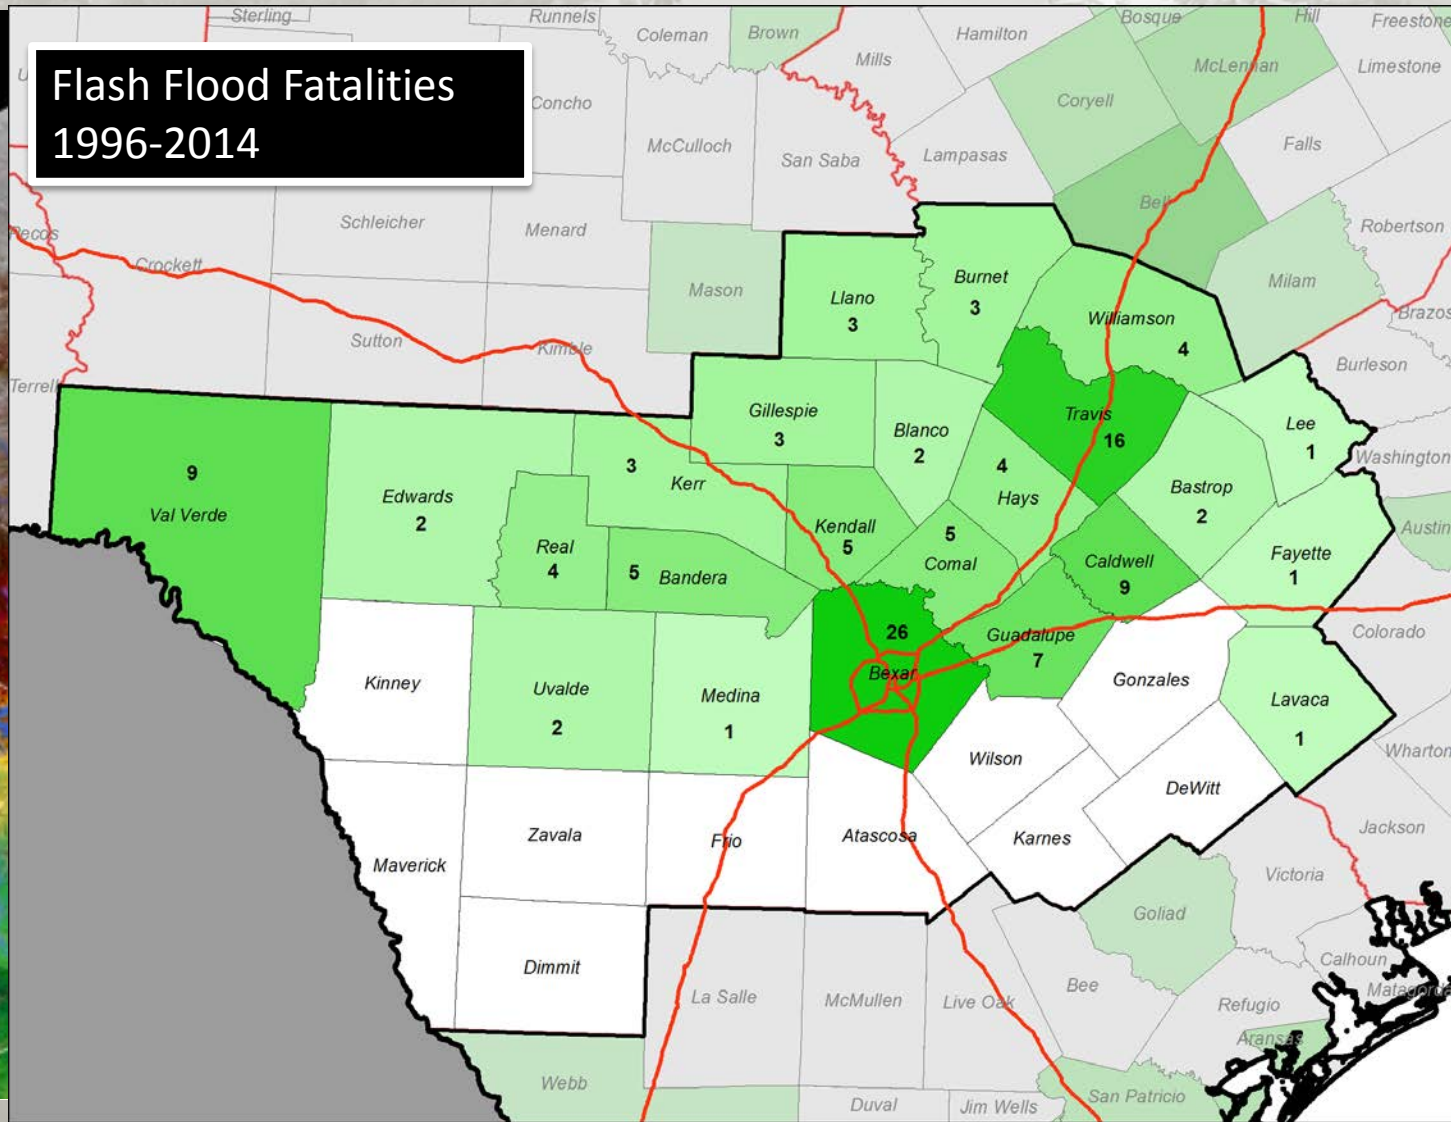 Flash Flood Fatalities
1996-2014
Sterling
Runnels
Coleman
Brown
Mills
Hamilton
Bosque
Hill
Freestone
McLennan
Limestone
Concho
Coryell
McCulloch
San Saba
Lampasas
Falls
Bell
Robertson
Pecos
Schleicher
Menard
Crockett
Mason
Milam
Brazos
Sutton
Kimble
Terrell
Burleson
Washington
Austin
Colorado
Wharton
Jackson
Victoria
Goliad
Calhoun
Matagorda
Refugio
Aransas
Bee
La Salle
McMullen
Live Oak
Webb
Duval
Jim Wells
San Patricio
Llano
3
Burnet
3
Williamson
4
Gillespie
3
Blanco
2
Travis
16
Lee
1
9
Val Verde
Edwards
2
3
Kerr
4
Hays
Bastrop
2
Real
4
5
Bandera
Kendall
5
5
Comal
Caldwell
9
Fayette
1
26
Bexar
Guadalupe
7
Kinney
Uvalde
2
Medina
1
Gonzales
Lavaca
1
Wilson
DeWitt
Maverick
Zavala
Frio
Atascosa
Karnes
Dimmit